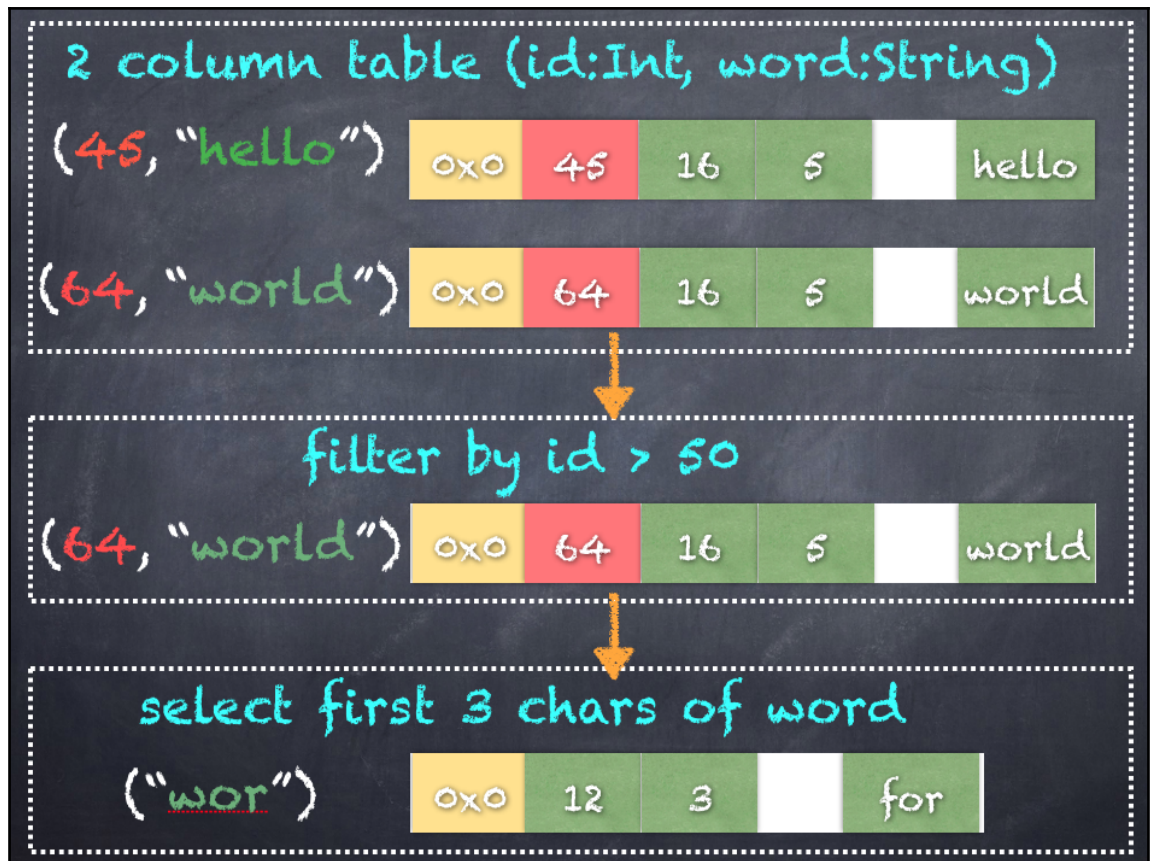 2 column table (id:Int, word:String)
(45, "hello") 0x0 45 16 5 hello
(64, "world") 0x0 64 16 5 world
filter by id > 50
(64, "world") 0x0 64 16 5 world
select first 3 chars of word
("wor") 0x0 12 3 for